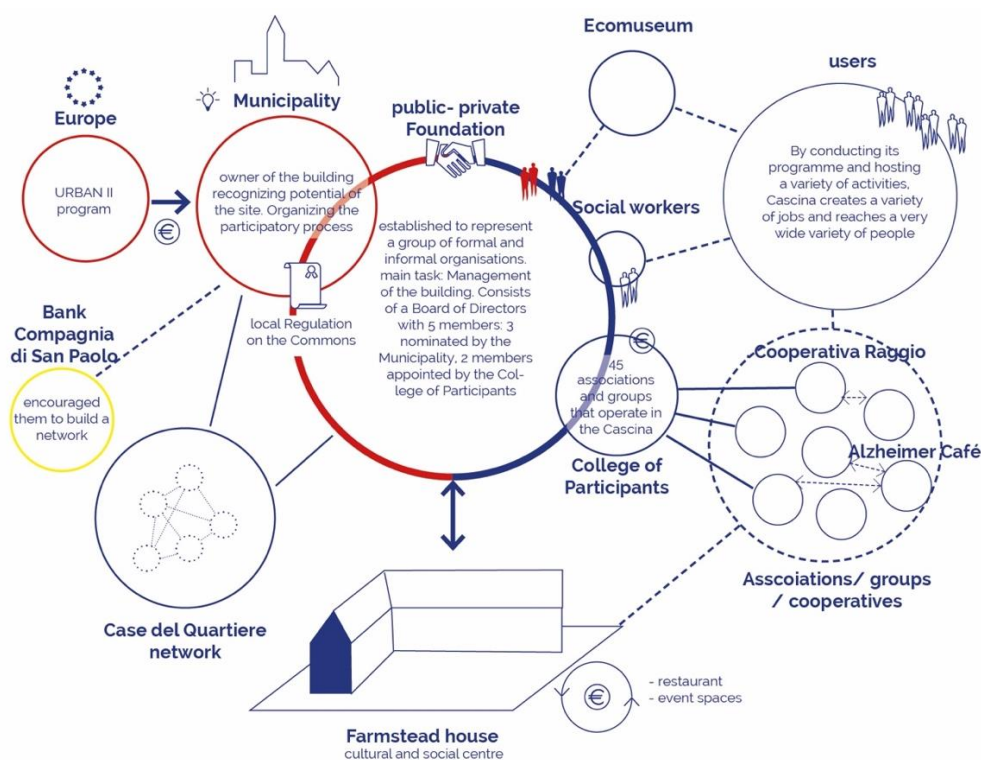 Ecomuseum
users
Europe
Municipality
public- private
Foundation
URBAN II
program
€
owner of the building
recognizing potential of
the site. Organizing the
participatory process
By conducting its
programme and hosting
a variety of activities,
Cascina creates a variety
of jobs and reaches a very
wide variety of people
Social workers
established to represent
a group of formal and
informal organisations.
main task: Management
of the building. Consists
of a Board of Directors
with 5 members: 3
nominated by the
Municipality, 2 members
appointed by the Col-
lege of Participants
local Regulation
on the Commons
Bank
Compagnia
di San Paolo
encouraged
them to build a
network
€
45
associations
and groups
that operate in
the Cascina
College of
Participants
Cooperativa Raggio
Alzheimer Café
Asscoiations/ groups
/ cooperatives
Case del Quartiere
network
€
- restaurant
- event spaces
Farmstead house
cultural and social centre